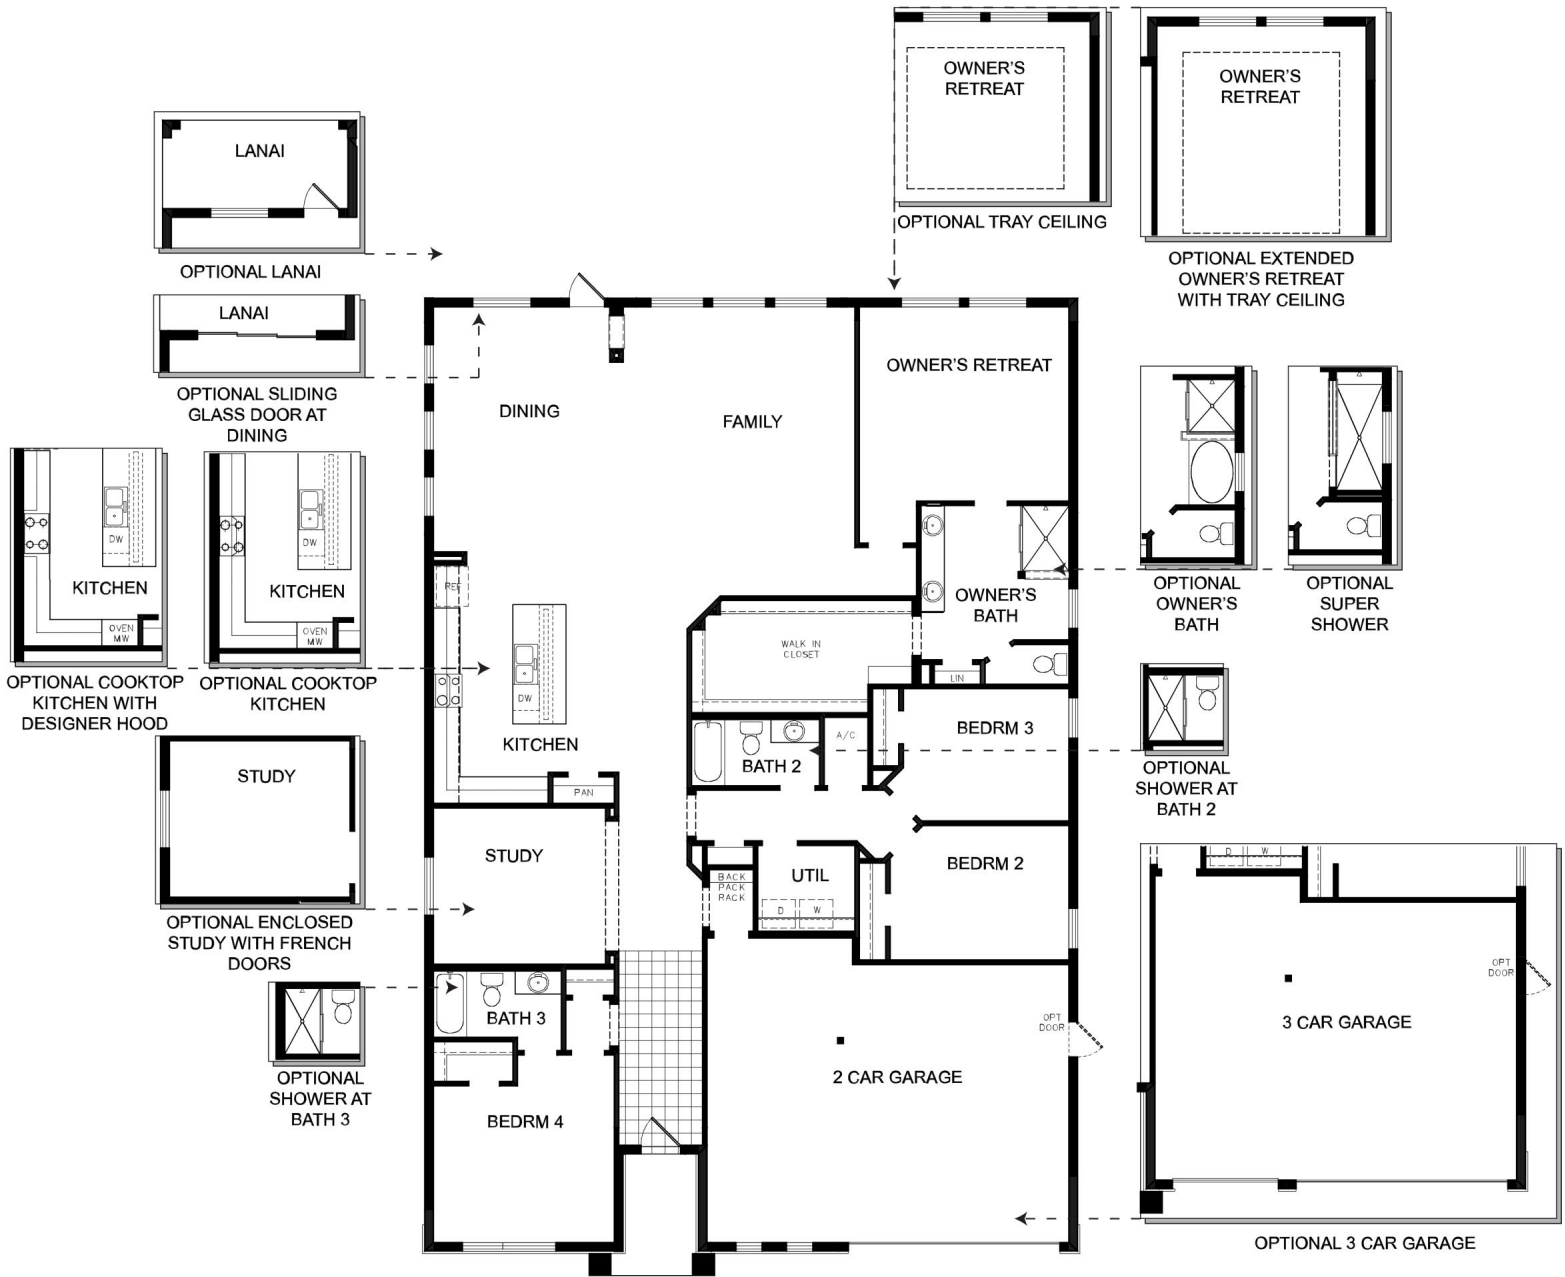 OWNER'S
RETREAT
OPTIONAL TRAY CEILING
OWNER'S
RETREAT
OPTIONAL EXTENDED
OWNER'S RETREAT
WITH TRAY CEILING
LANAI
OPTIONAL LANAI
LANAI
OPTIONAL SLIDING
GLASS DOOR AT
DINING
DW
KITCHEN
OVEN
MW
OPTIONAL COOKTOP
KITCHEN WITH
DESIGNER HOOD
DW
KITCHEN
OVEN
MW
OPTIONAL COOKTOP
KITCHEN
STUDY
OPTIONAL ENCLOSED
STUDY WITH FRENCH
DOORS
OPTIONAL
SHOWER AT
BATH 3
DINING
FAMILY
OWNER'S RETREAT
REF
OWNER'S
BATH
WALK IN
CLOSET
LIN
DW
KITCHEN
PAN
BATH 2
A/C
BEDRM 3
STUDY
BACK
PACK
RACK
UTIL
D
W
BEDRM 2
BATH 3
BEDRM 4
OPT
DOOR
2 CAR GARAGE
OPTIONAL
OWNER'S
BATH
OPTIONAL
SUPER
SHOWER
OPTIONAL
SHOWER AT
BATH 2
D
W
OPT
DOOR
3 CAR GARAGE
OPTIONAL 3 CAR GARAGE